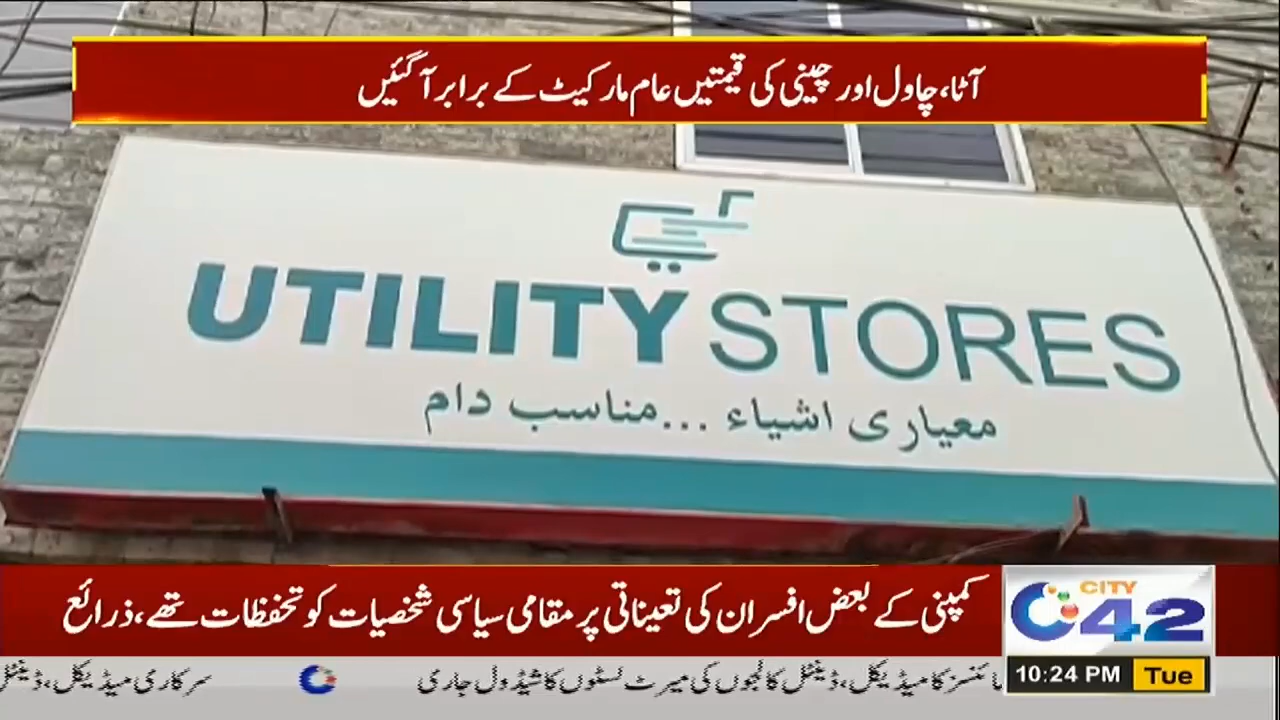 آٹا، چاول اور چینی کی قیمتیں عام مارکیٹ کے برابر آگئیں
UTILITY STORES
معیاری اشیاء ... مناسب دام
کمپنی کے بعض افسران کی تعیناتی پر مقامی سیاسی شخصیات کو تحفظات تھے، ذرائع
CITY 42
10:24 PM Tue
ئنسز کا میڈیکل، ڈینٹل کالجوں کی میرٹ لسٹوں کا شیڈول جاری
سرکاری میڈیکل، ڈینٹل